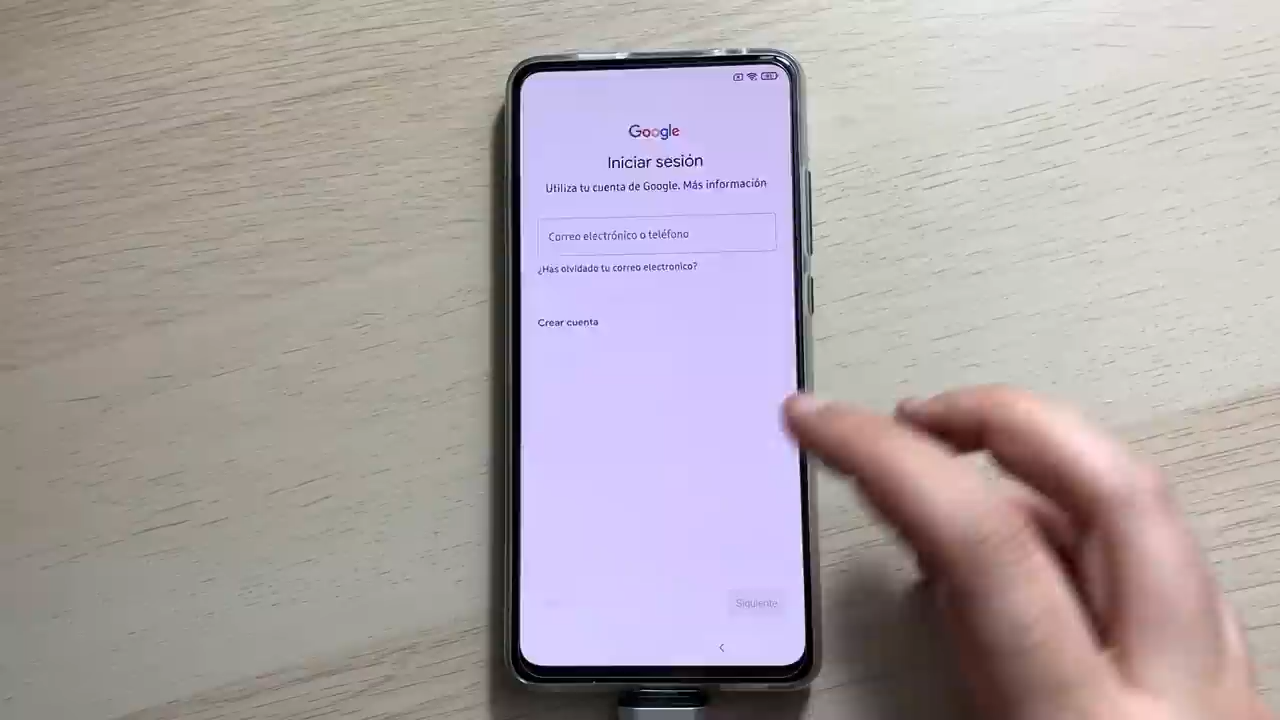 Google
Iniciar sesión
Utiliza tu cuenta de Google. Más información
Correo electrónico o teléfono
¿Has olvidado tu correo electronico?
Crear cuenta
Siguiente